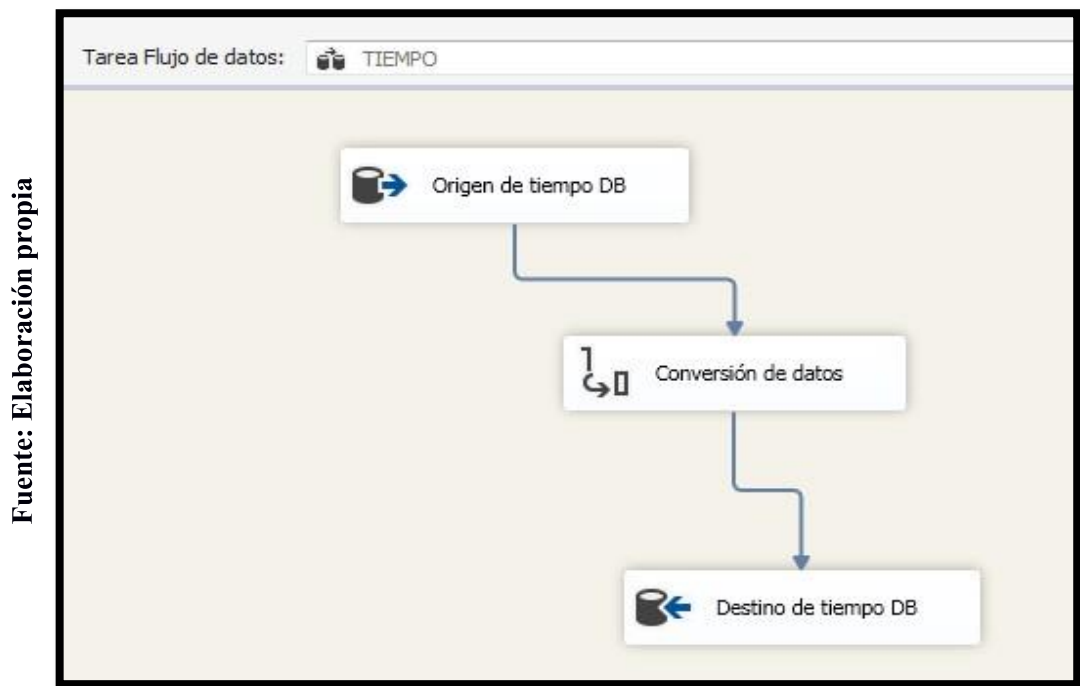 Tarea Flujo de datos: TIEMPO
Origen de tiempo DB
Conversión de datos
Destino de tiempo DB
Fuente: Elaboración propia